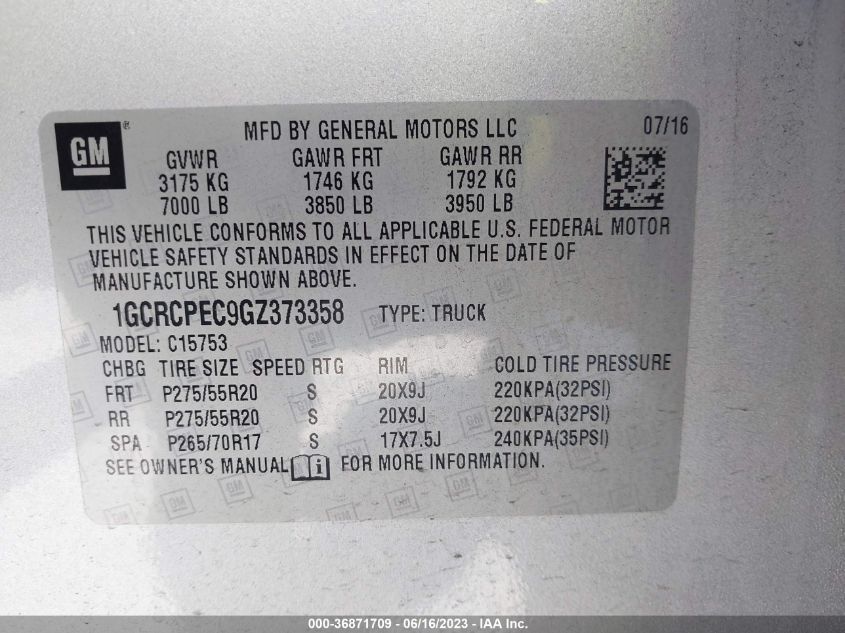 GM ® MFD BY GENERAL MOTORS LLC 07/16
GVWR GAWR FRT GAWR RR
3175 KG 1746 KG 1792 KG
7000 LB 3850 LB 3950 LB
THIS VEHICLE CONFORMS TO ALL APPLICABLE U.S. FEDERAL MOTOR
VEHICLE SAFETY STANDARDS IN EFFECT ON THE DATE OF
MANUFACTURE SHOWN ABOVE.
1GCRCPEC9GZ373358 TYPE: TRUCK
MODEL: C15753
CHBG TIRE SIZE SPEED RTG RIM COLD TIRE PRESSURE
FRT P275/55R20 S 20X9J 220KPA(32PSI)
RR P275/55R20 S 20X9J 220KPA(32PSI)
SPA P265/70R17 S 17X7.5J 240KPA(35PSI)
SEE OWNER'S MANUAL FOR MORE INFORMATION.
000-36871709 - 06/16/2023 - IAA Inc.